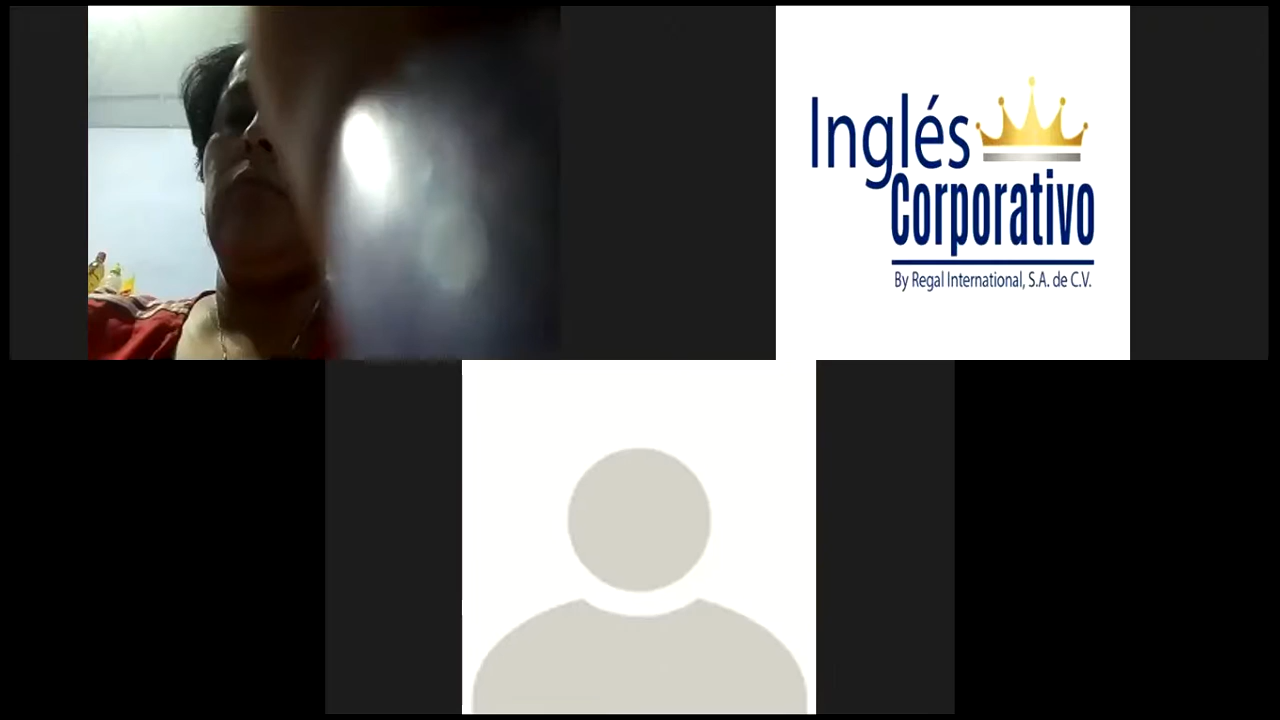 Inglés
Corporativo
By Regal International, S.A. de C.V.